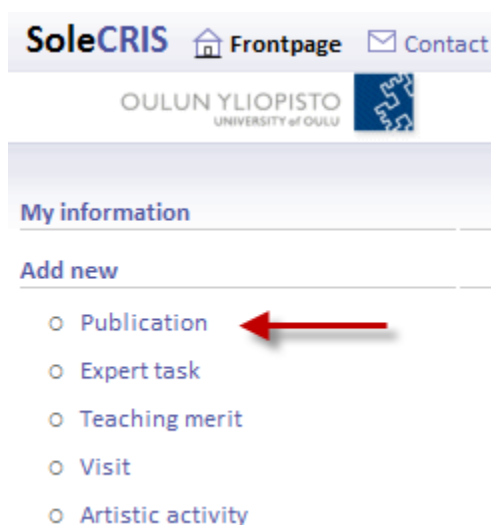 SoleCRIS Frontpage Contact
OULUN YLIOPISTO
UNIVERSITY of OULU
My information
Add new
Publication
Expert task
Teaching merit
Visit
Artistic activity